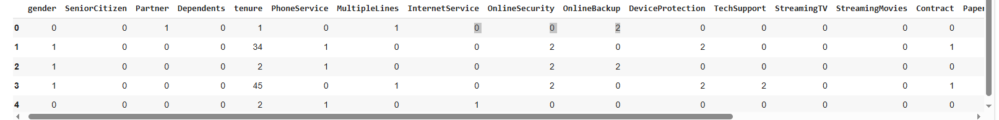 gender SeniorCitizen Partner Dependents tenure PhoneService MultipleLines InternetService OnlineSecurity OnlineBackup DeviceProtection TechSupport StreamingTV StreamingMovies Contract Paper
0 0 0 1 0 1 0 1 0 0 2 0 0 0 0 0
1 1 0 0 0 34 1 0 0 2 0 2 0 0 0 1
2 1 0 0 0 2 1 0 0 2 2 0 0 0 0 0
3 1 0 0 0 45 0 1 0 2 0 2 2 0 0 1
4 0 0 0 0 2 1 0 1 0 0 0 0 0 0 0